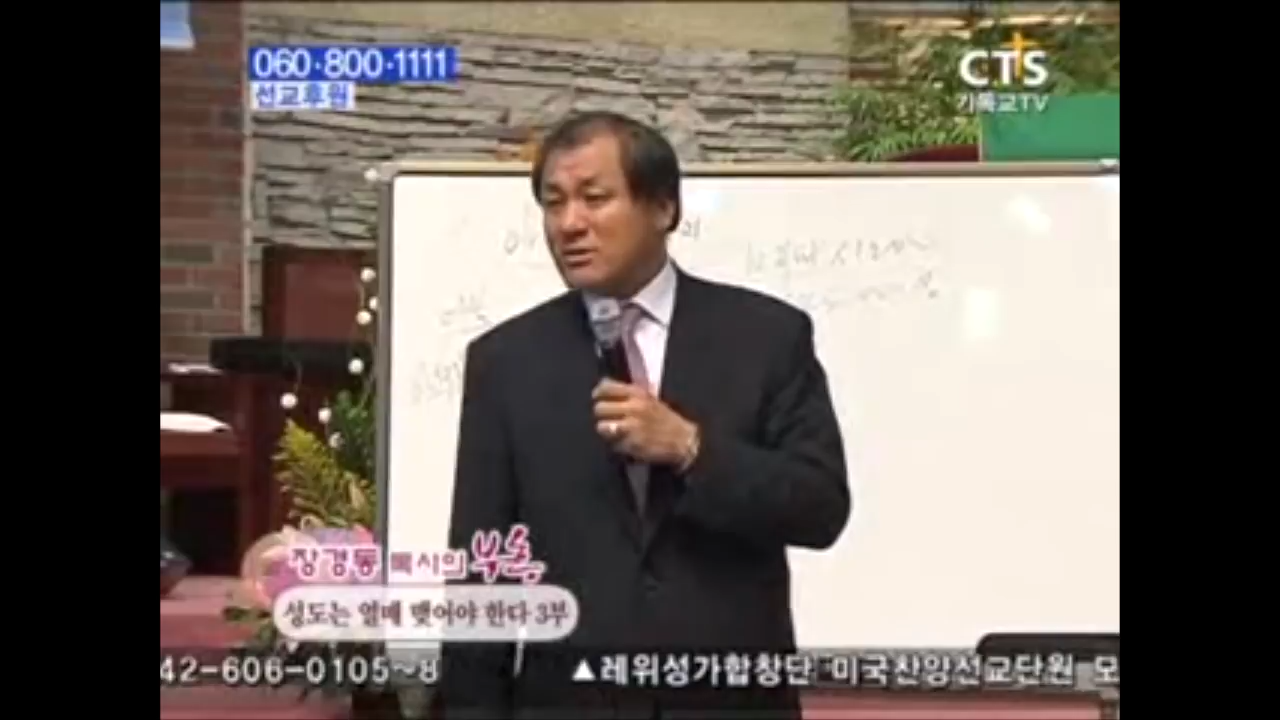 060·800·1111
선교후원
CTS
기독교TV
장경동 목사의 부흥
성도는 열매 맺어야 한다 3부
42-606-0105~8 ▲레위성가합창단 미국찬양선교단원 모